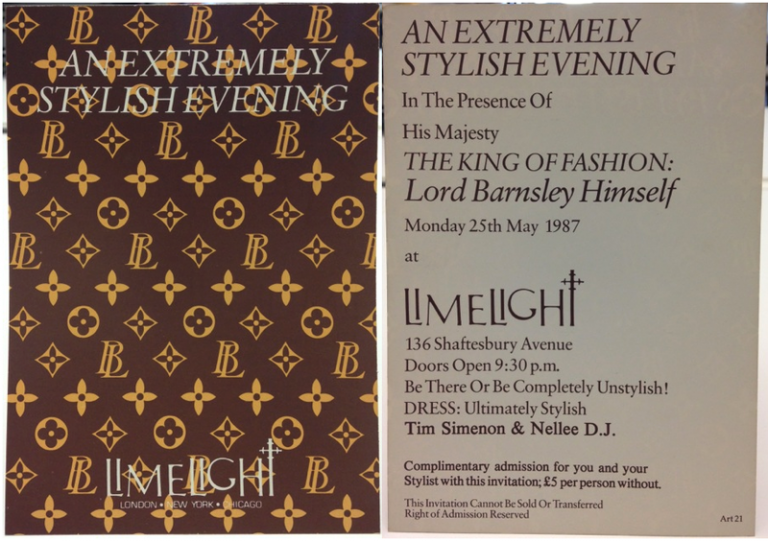 AN EXTREMELY
STYLISH EVENING
LIMELIGHT
LONDON • NEW YORK • CHICAGO
AN EXTREMELY
STYLISH EVENING
In The Presence Of
His Majesty
THE KING OF FASHION:
Lord Barnsley Himself
Monday 25th May 1987
at
LIMELIGHT
136 Shaftesbury Avenue
Doors Open 9:30 p.m.
Be There Or Be Completely Unstylish!
DRESS: Ultimately Stylish
Tim Simenon & Nellee D.J.
Complimentary admission for you and your
Stylist with this invitation; £5 per person without.
This Invitation Cannot Be Sold Or Transferred
Right of Admission Reserved
Art 21